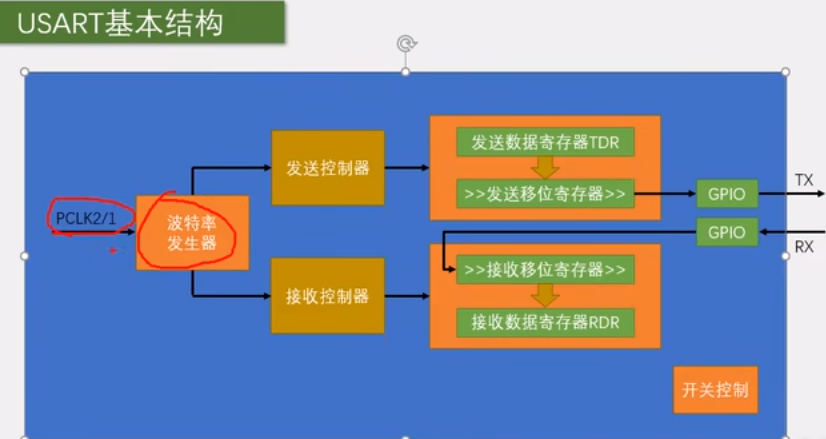 USART基本结构
发送控制器
发送数据寄存器TDR
>>发送移位寄存器>>
GPIO
TX
PCLK2/1
波特率
发生器
GPIO
RX
接收控制器
>>接收移位寄存器>>
接收数据寄存器RDR
开关控制